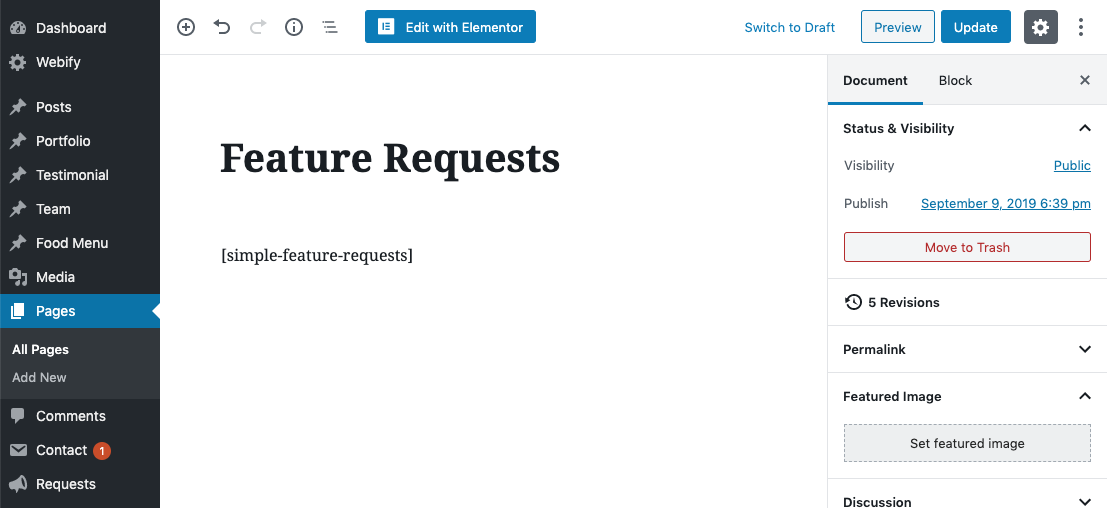 Dashboard
Webify
Posts
Portfolio
Testimonial
Team
Food Menu
Media
Pages
All Pages
Add New
Comments
Contact 1
Requests
Edit with Elementor
Switch to Draft
Preview
Update
Feature Requests
[simple-feature-requests]
Document Block
Status & Visibility
Visibility Public
Publish September 9, 2019 6:39 pm
Move to Trash
5 Revisions
Permalink
Featured Image
Set featured image
Discussion